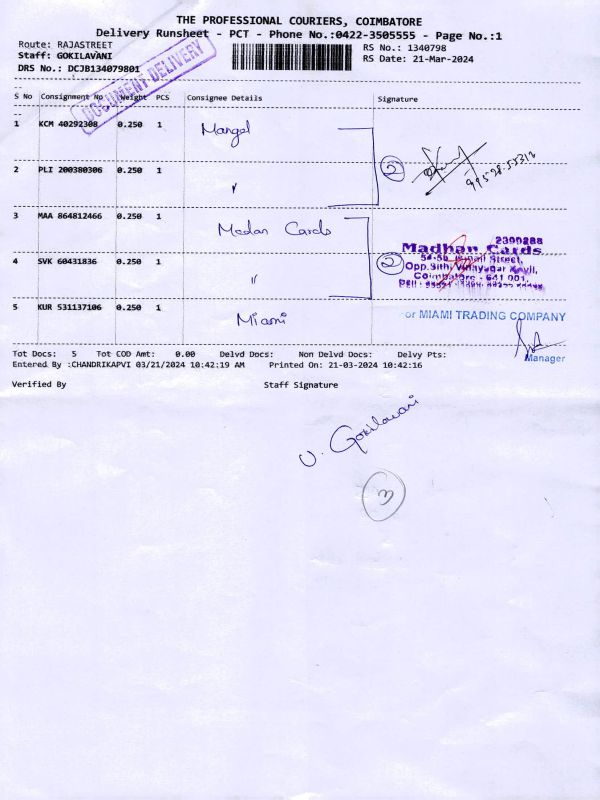 THE PROFESSIONAL COURIERS, COIMBATORE
Delivery Runsheet - PCT - Phone No.:0422-3505555 - Page No.:1
Route: RAJASTREET
RS No.: 1340798
Staff: GOKILAVANI
RS Date: 21-Mar-2024
DRS No.: DCJB134079801
DOCUMENT DELIVERY
S No Consignment No Weight PCS Consignee Details Signature
1 KCM 40292308 0.250 1 Mangal
2 PLI 200380306 0.250 1 "
2
3 MAA 864812466 0.250 1 Medan Cards
2300288
Madhan Cards
Opp. Sithi Vinayagar Kovil,
Coimbatore - 641 001.
4 SVK 60431836 0.250 1 "
2
5 KUR 531137106 0.250 1 Miami
For MIAMI TRADING COMPANY
Manager
Tot Docs: 5 Tot COD Amt: 0.00 Delvd Docs: Non Delvd Docs: Delvy Pts:
Entered By :CHANDRIKAPVI 03/21/2024 10:42:19 AM Printed On: 21-03-2024 10:42:16
Verified By Staff Signature
U. Gokilavani